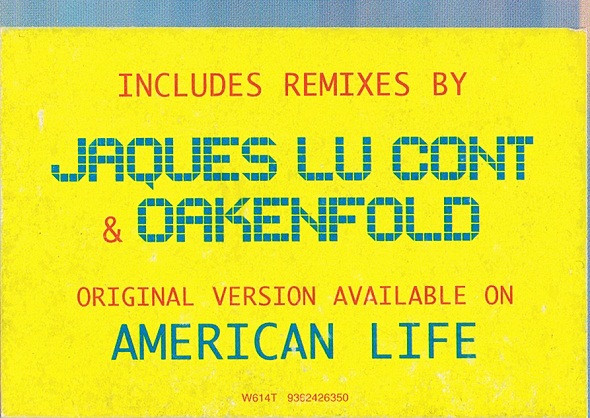 INCLUDES REMIXES BY
JAQUES LU CONT
& OAKENFOLD
ORIGINAL VERSION AVAILABLE ON
AMERICAN LIFE
W614T 9362426350